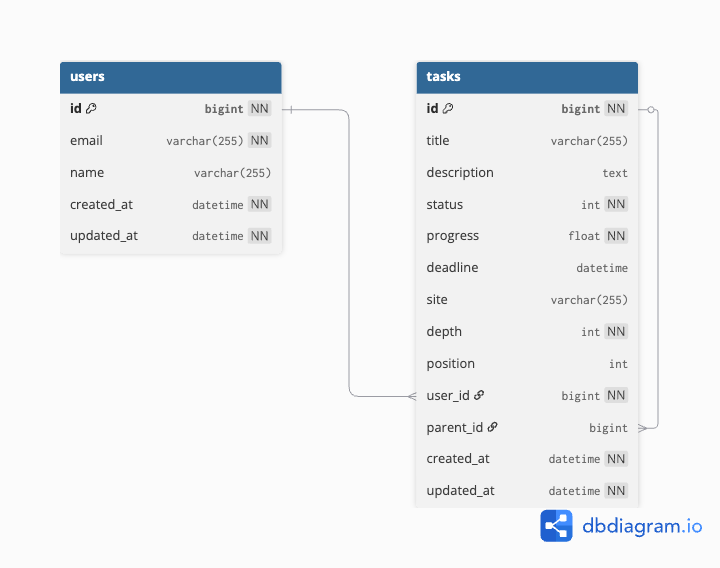 users
id bigint NN
email varchar(255) NN
name varchar(255)
created_at datetime NN
updated_at datetime NN
tasks
id bigint NN
title varchar(255)
description text
status int NN
progress float NN
deadline datetime
site varchar(255)
depth int NN
position int
user_id bigint NN
parent_id bigint
created_at datetime NN
updated_at datetime NN
dbdiagram.io